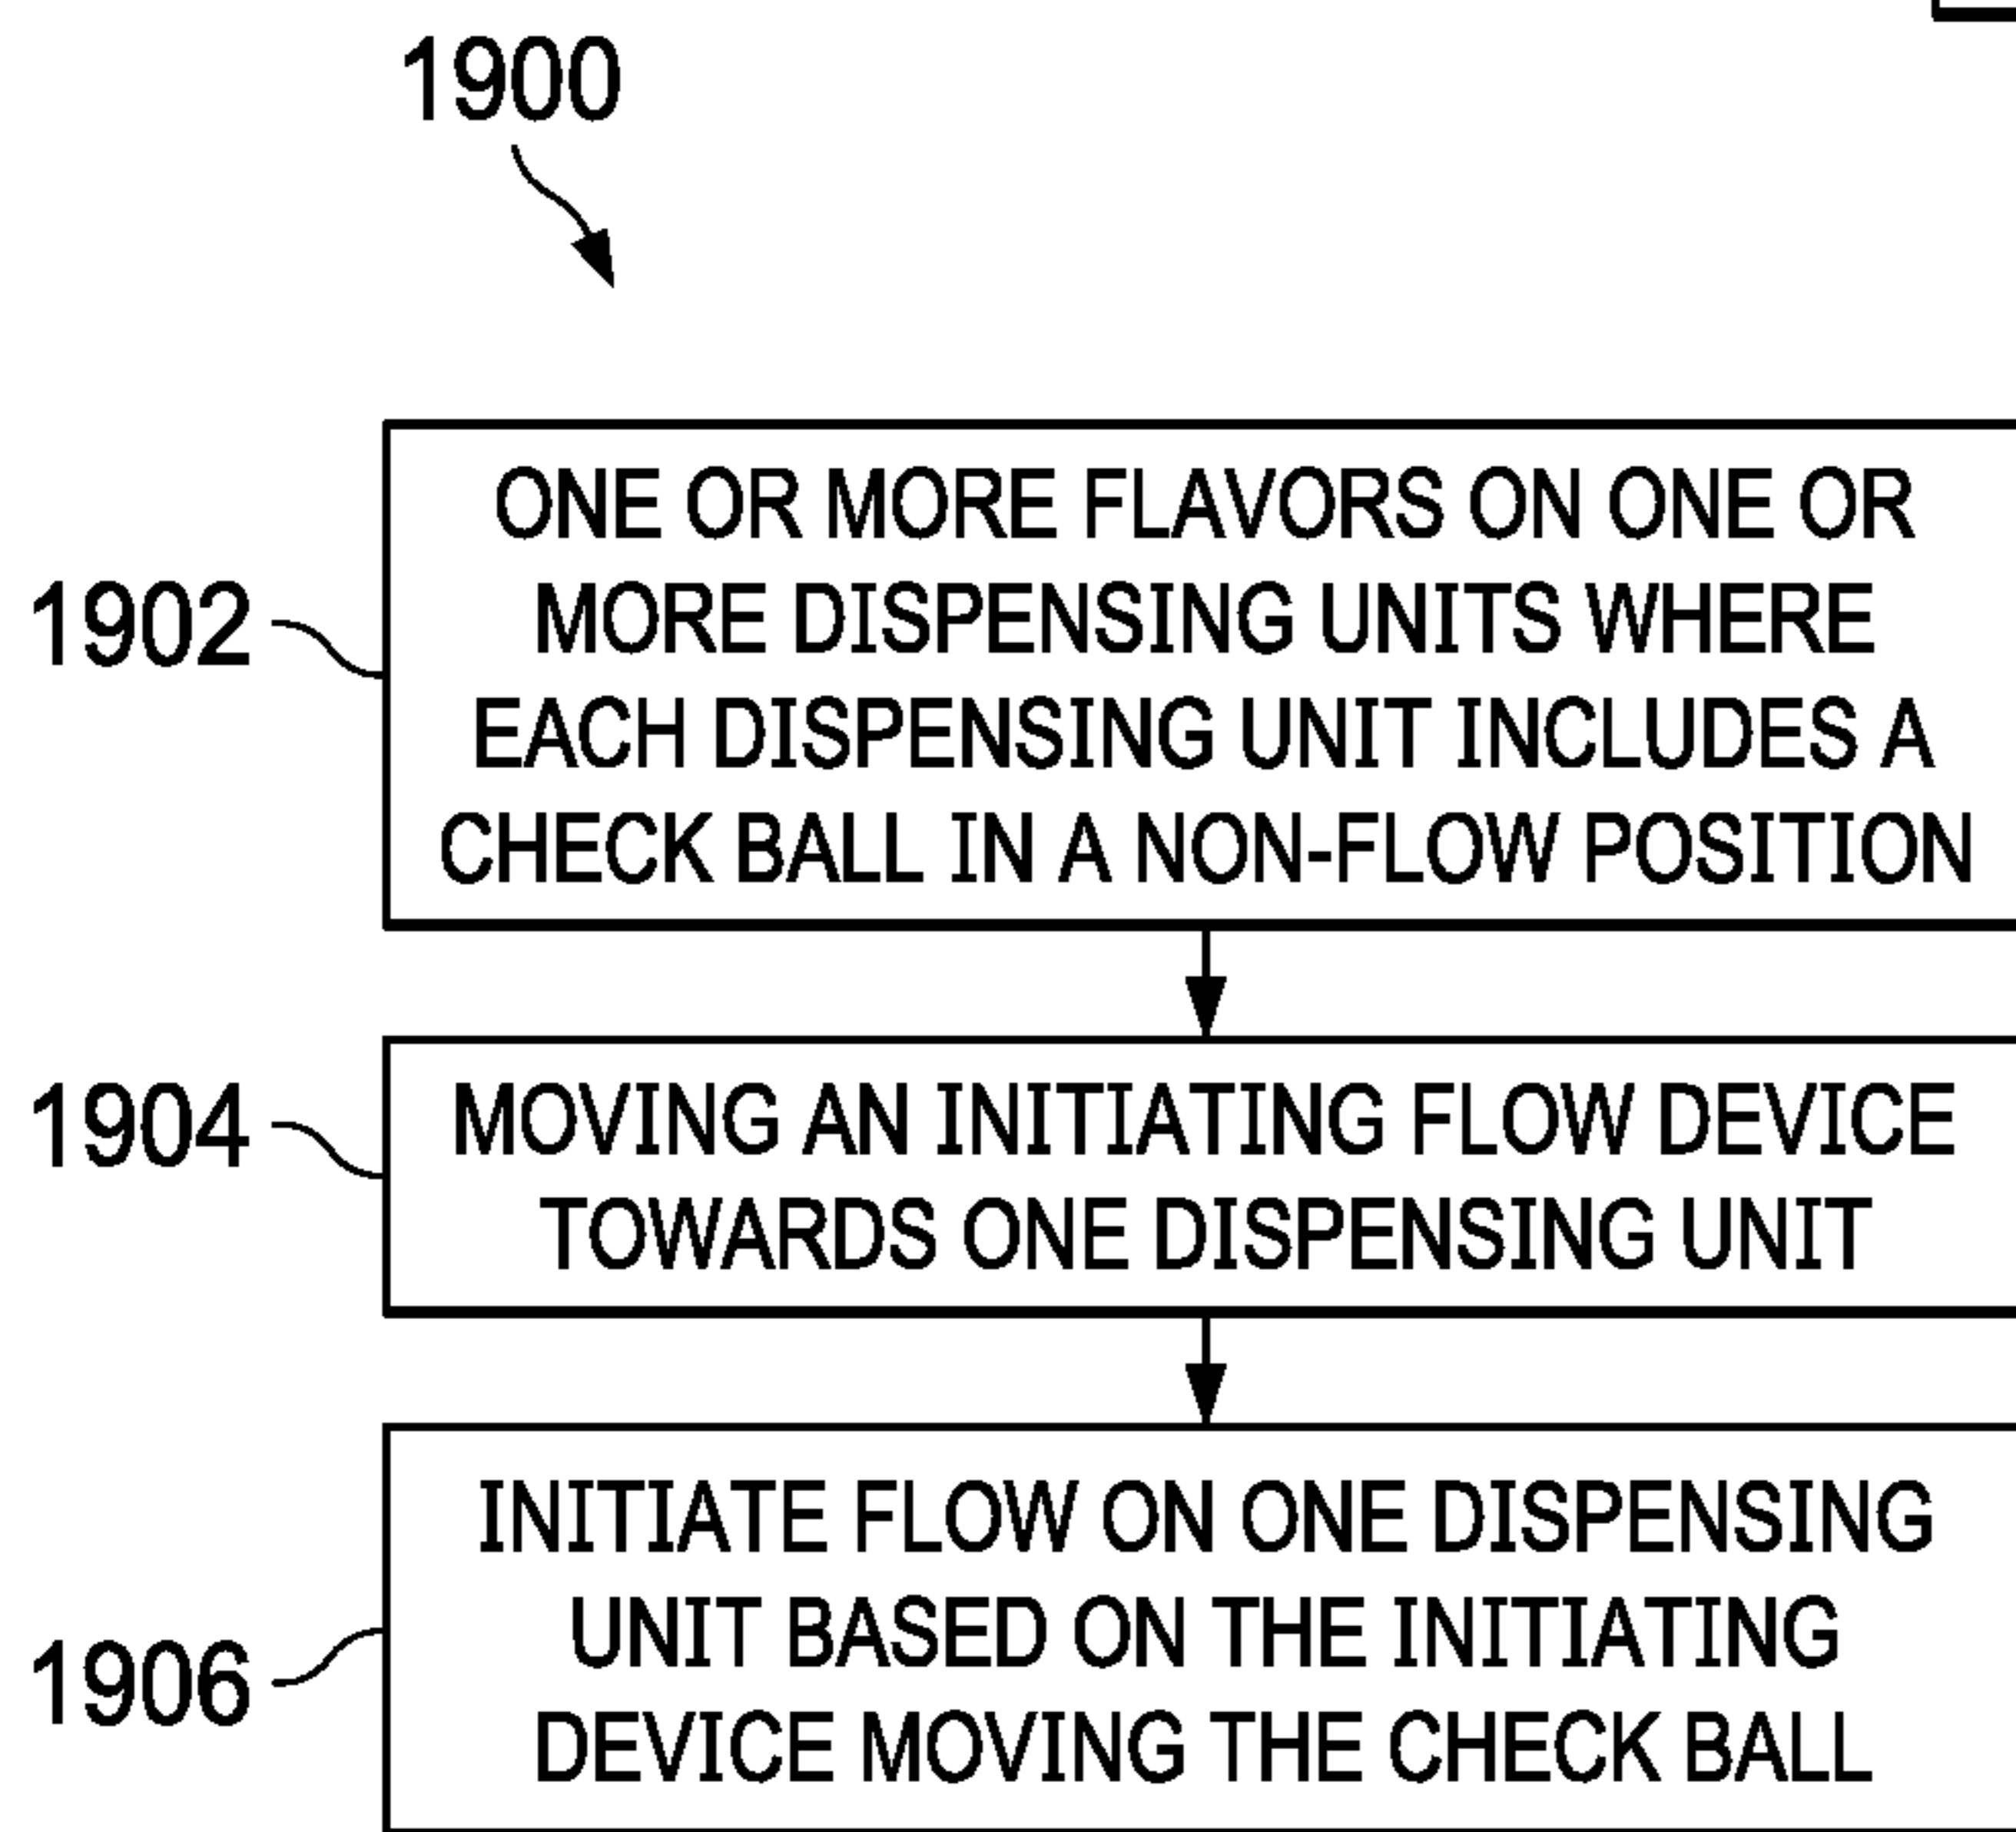 1900
ONE OR MORE FLAVORS ON ONE OR
MORE DISPENSING UNITS WHERE
EACH DISPENSING UNIT INCLUDES A
CHECK BALL IN A NON-FLOW POSITION
1902
MOVING AN INITIATING FLOW DEVICE
TOWARDS ONE DISPENSING UNIT
1904
INITIATE FLOW ON ONE DISPENSING
UNIT BASED ON THE INITIATING
DEVICE MOVING THE CHECK BALL
1906